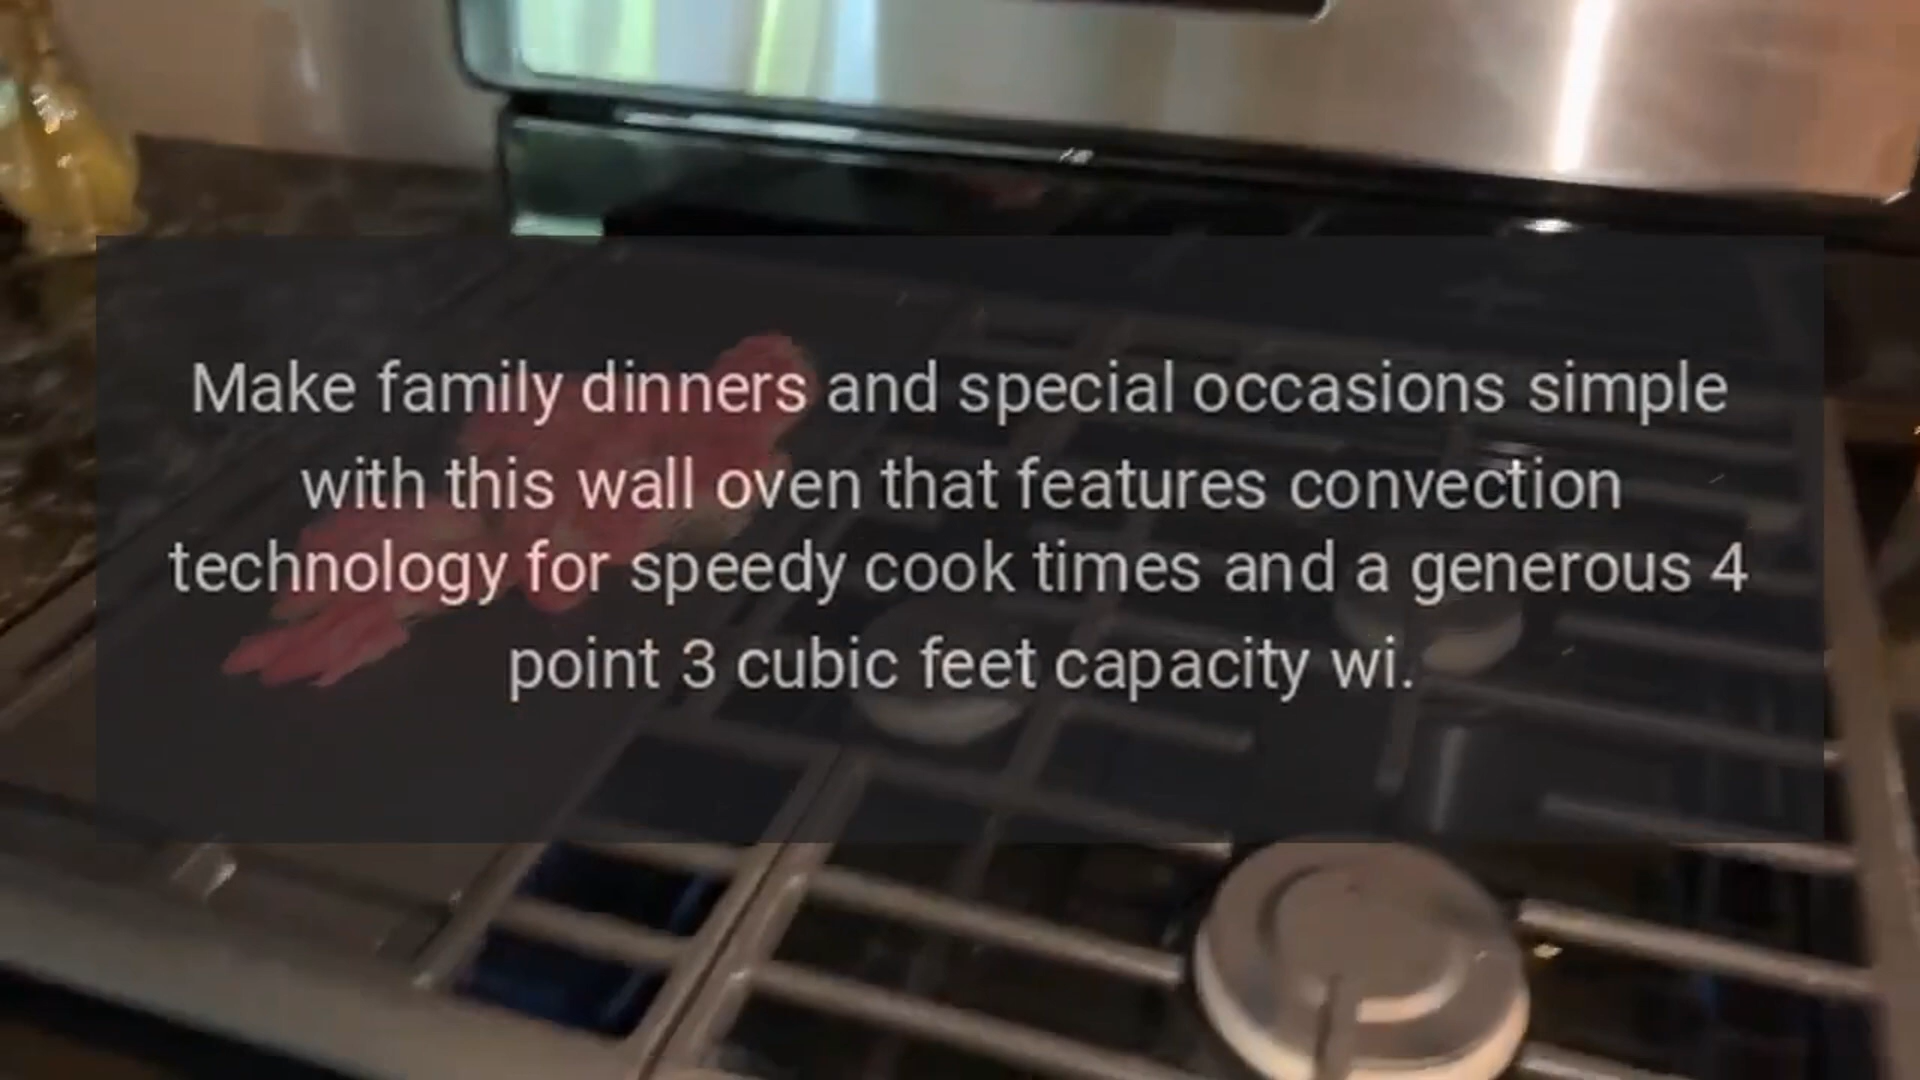 Make family dinners and special occasions simple
with this wall oven that features convection
technology for speedy cook times and a generous 4
point 3 cubic feet capacity wi.